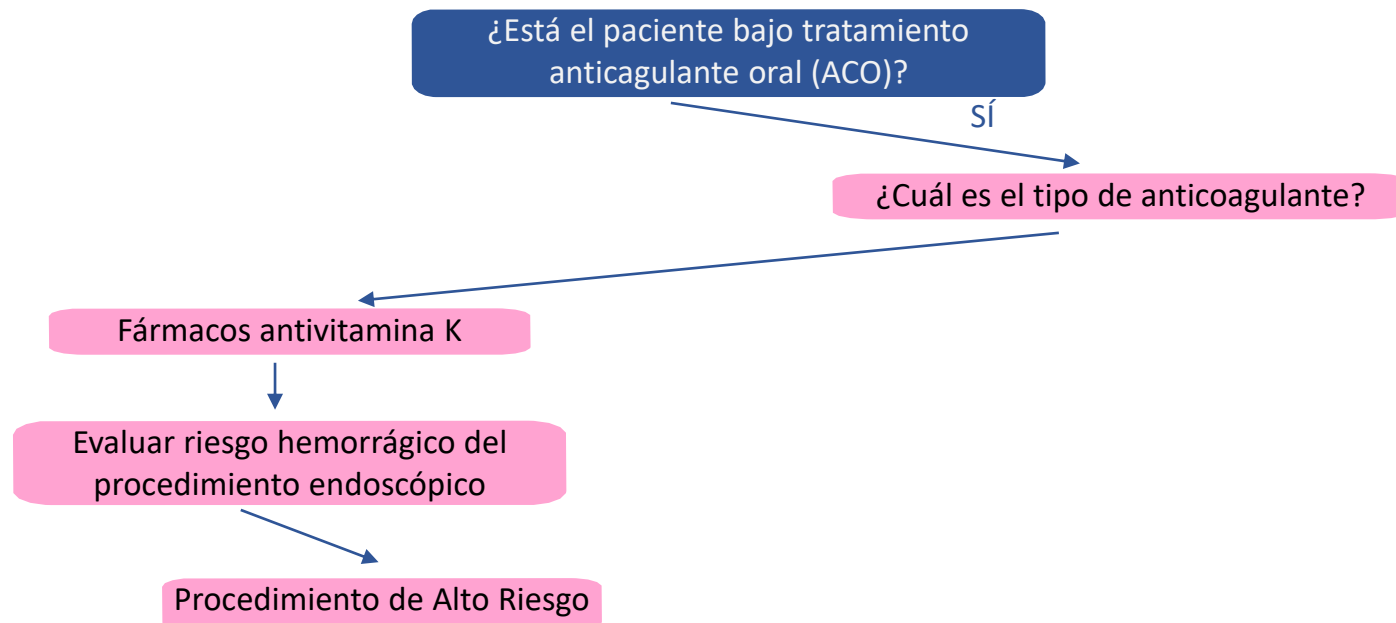 ¿Está el paciente bajo tratamiento
anticagulante oral (ACO)?
SÍ
¿Cuál es el tipo de anticoagulante?
Fármacos antivitamina K
Evaluar riesgo hemorrágico del
procedimiento endoscópico
Procedimiento de Alto Riesgo